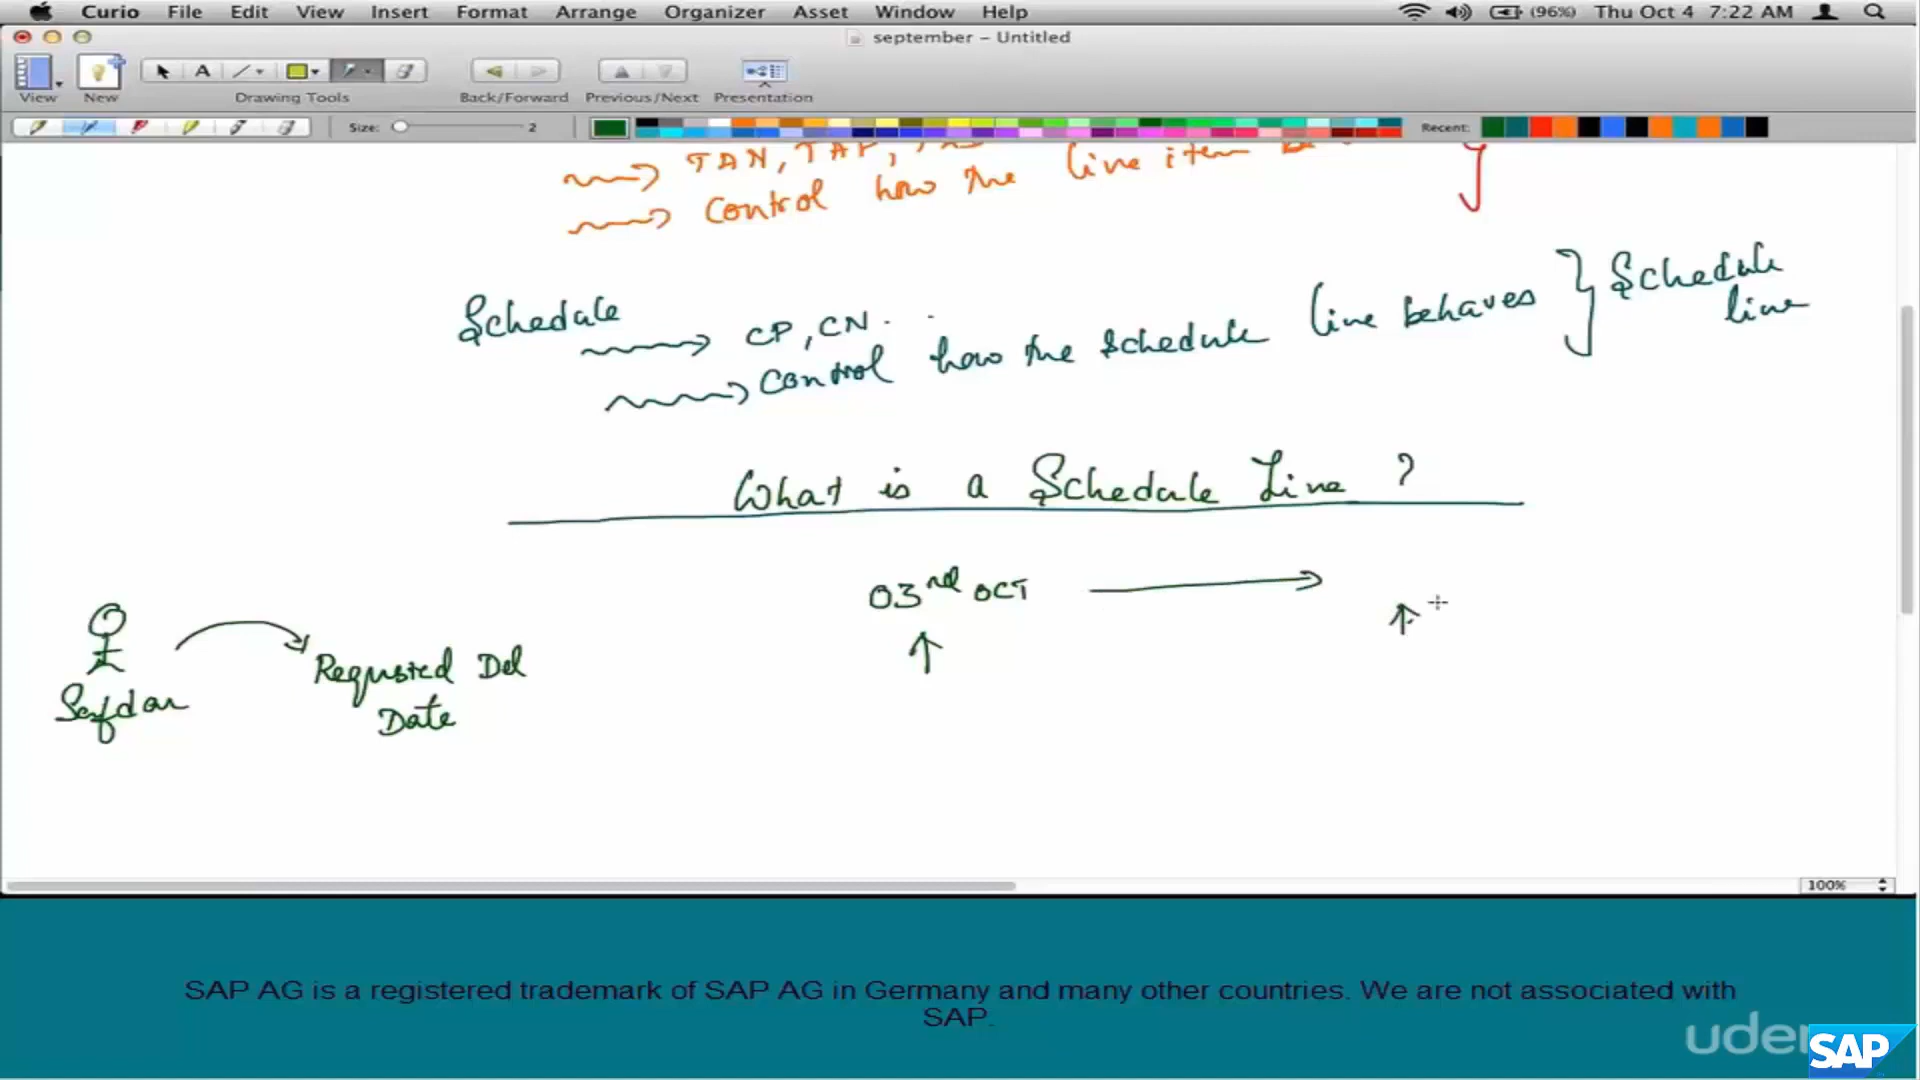 Curio File Edit View Insert Format Arrange Organizer Asset Window Help (96%) Thu Oct 4 7:22 AM
september – Untitled
View New Drawing Tools Back/Forward Previous/Next Presentation
Size: 2 Recent:
TAN, TAP,
control how the line item
Schedule
CP, CN . .
control how the schedule line behaves
Schedule
line
What is a Schedule Line ?
03nd OCT
Safdar
Requsted Del
Date
100%
SAP AG is a registered trademark of SAP AG in Germany and many other countries. We are not associated with
SAP.
SAP